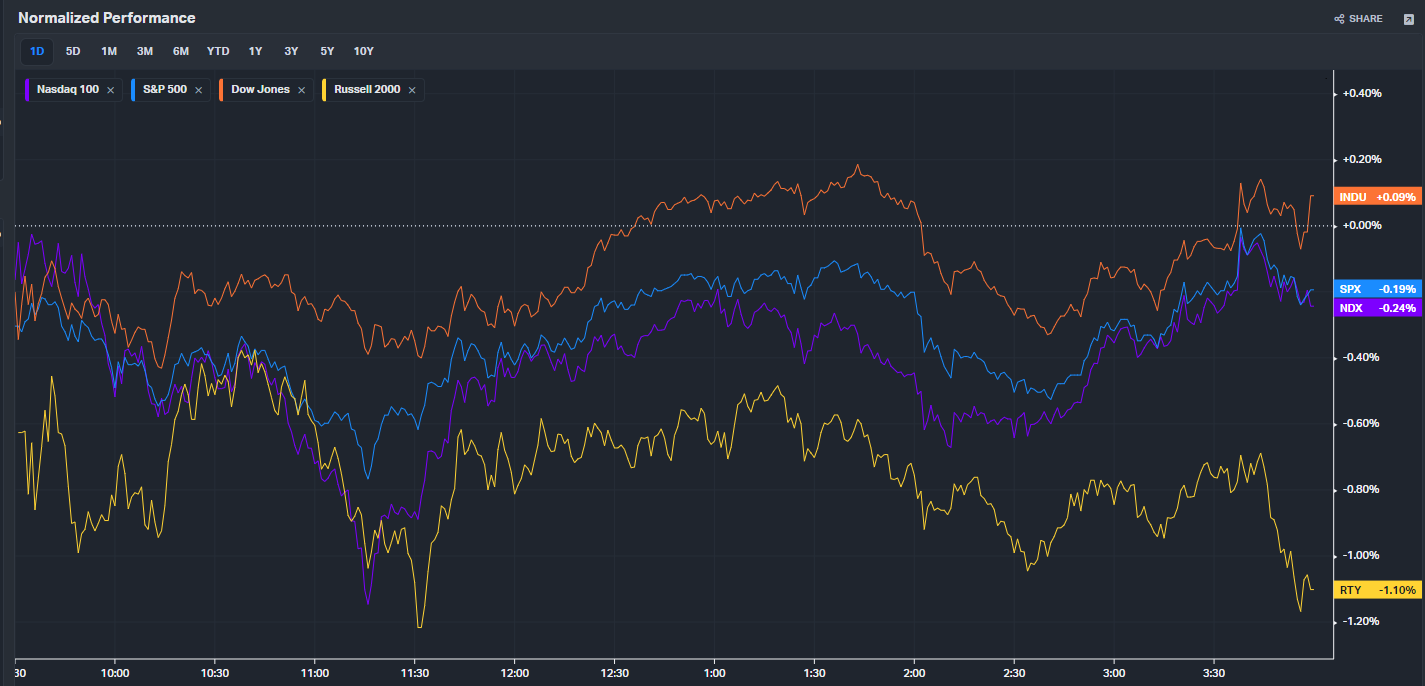 Normalized Performance
SHARE
1D 5D 1M 3M 6M YTD 1Y 3Y 5Y 10Y
Nasdaq 100 × S&P 500 × Dow Jones × Russell 2000 ×
+0.40%
+0.20%
INDU +0.09%
+0.00%
SPX -0.19%
NDX -0.24%
-0.40%
-0.60%
-0.80%
-1.00%
RTY -1.10%
-1.20%
30 10:00 10:30 11:00 11:30 12:00 12:30 1:00 1:30 2:00 2:30 3:00 3:30